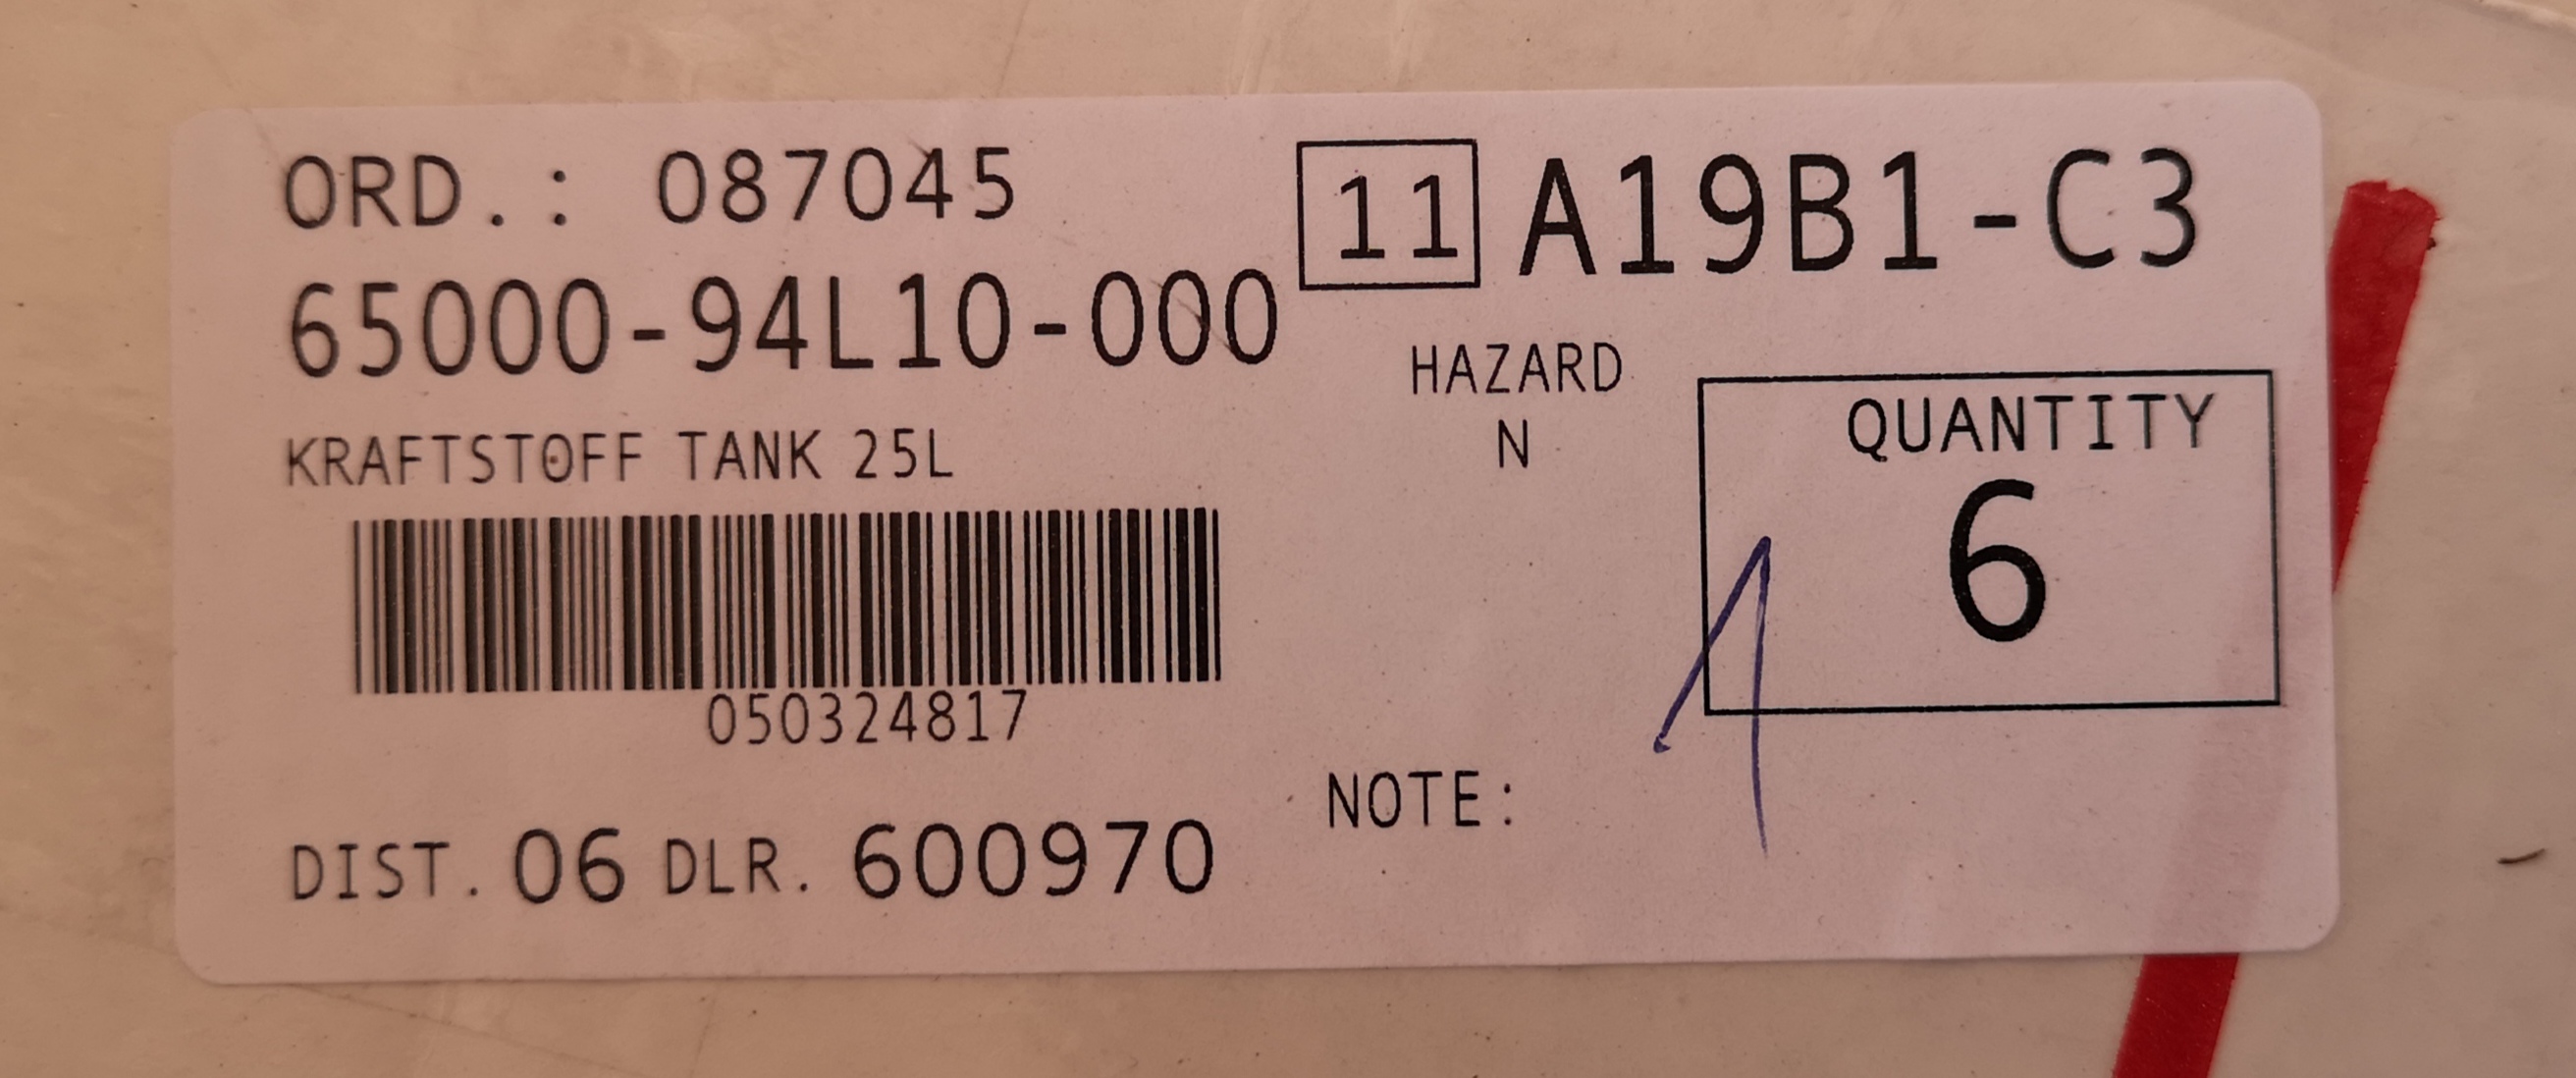 ORD.: 087045
11 A19B1-C3
65000-94L10-000
HAZARD
N
KRAFTSTOFF TANK 25L
QUANTITY
6
1
050324817
NOTE:
DIST. 06 DLR. 600970